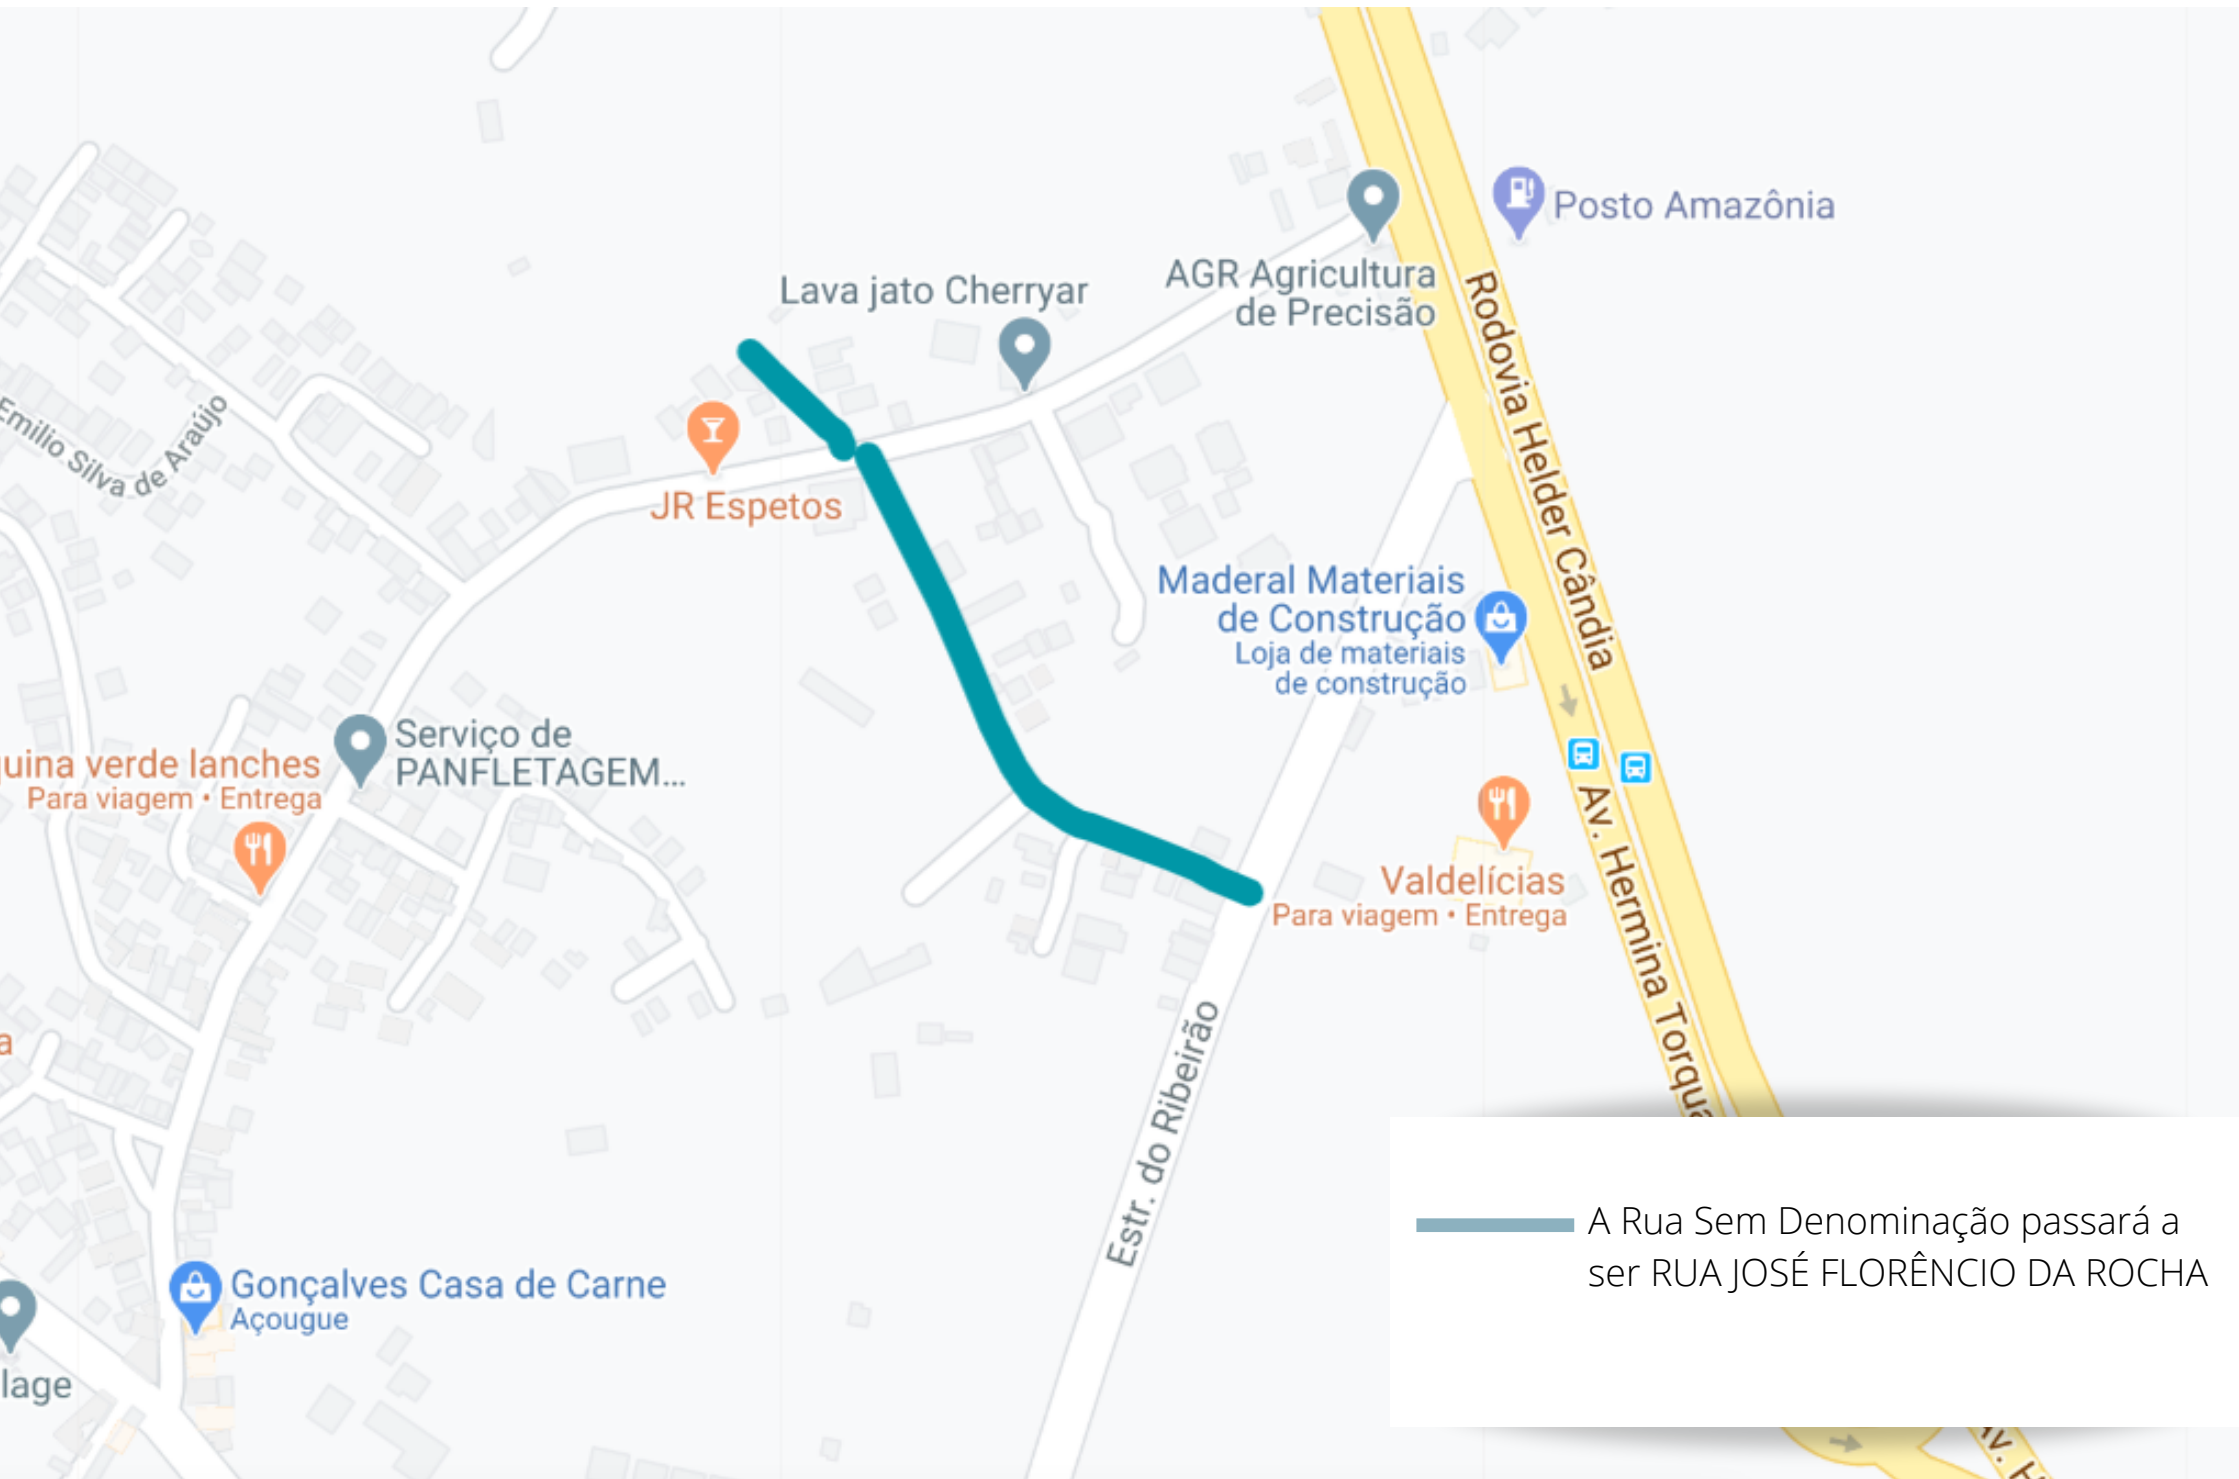 Posto Amazônia
AGR Agricultura
de Precisão
Lava jato Cherryar
Rodovia Helder Cândia
Emilio Silva de Araújo
JR Espetos
Maderal Materiais
de Construção
Loja de materiais
de construção
Serviço de
PANFLETAGEM...
uina verde lanches
Para viagem • Entrega
Av. Hermina Torqua
Valdelícias
Para viagem • Entrega
Estr. do Ribeirão
a
A Rua Sem Denominação passará a
ser RUA JOSÉ FLORÊNCIO DA ROCHA
Gonçalves Casa de Carne
Açougue
lage
Av. H